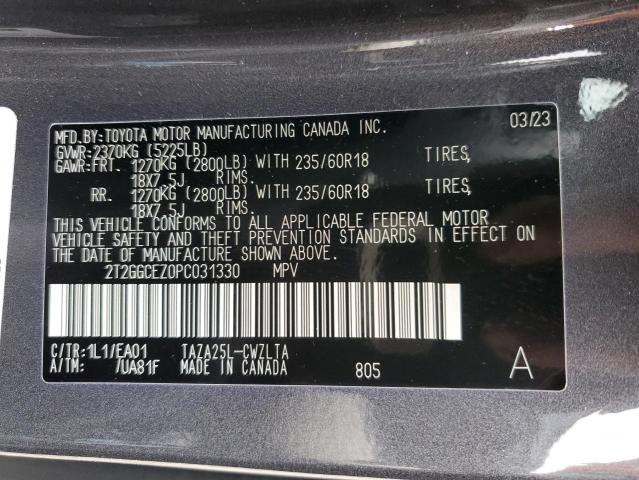 MFD.BY:TOYOTA MOTOR MANUFACTURING CANADA INC. 03/23
GVWR:2370KG (5225LB)
GAWR:FRT. 1270KG (2800LB) WITH 235/60R18 TIRES,
18X7.5J RIMS.
RR. 1270KG (2800LB) WITH 235/60R18 TIRES,
18X7.5J RIMS.
THIS VEHICLE CONFORMS TO ALL APPLICABLE FEDERAL MOTOR
VEHICLE SAFETY AND THEFT PREVENTION STANDARDS IN EFFECT ON
THE DATE OF MANUFACTURE SHOWN ABOVE.
2T2GGCEZ0PC031330 MPV
C/TR:1L1/EA01 TAZA25L-CWZLTA
A/TM: /UA81F MADE IN CANADA 805 A